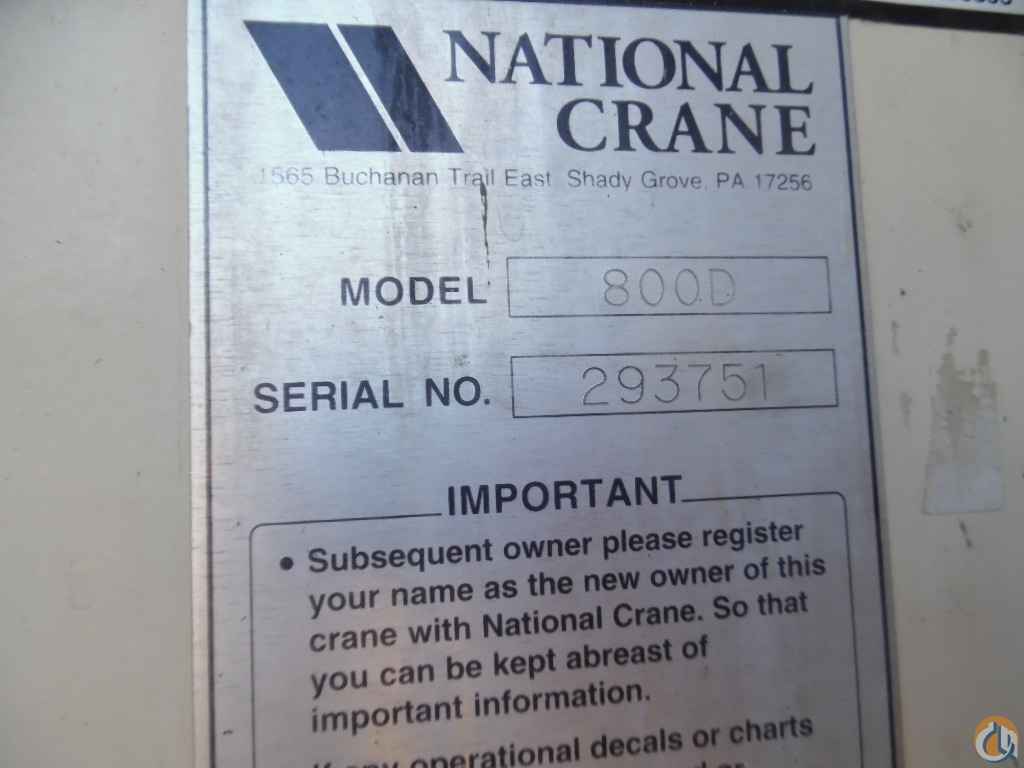 NATIONAL
CRANE
1565 Buchanan Trail East Shady Grove, PA 17256
MODEL 800D
SERIAL NO. 293751
IMPORTANT
• Subsequent owner please register
your name as the new owner of this
crane with National Crane. So that
you can be kept abreast of
important information.
any operational decals or charts